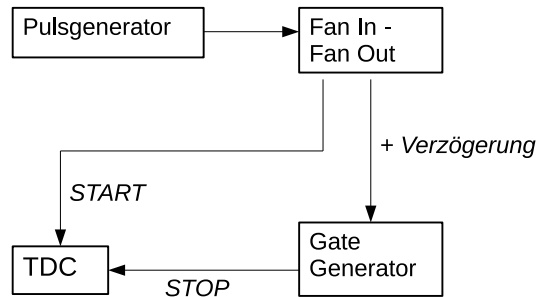 Pulsgenerator
Fan In -
Fan Out
+ Verzögerung
START
Gate
Generator
TDC
STOP